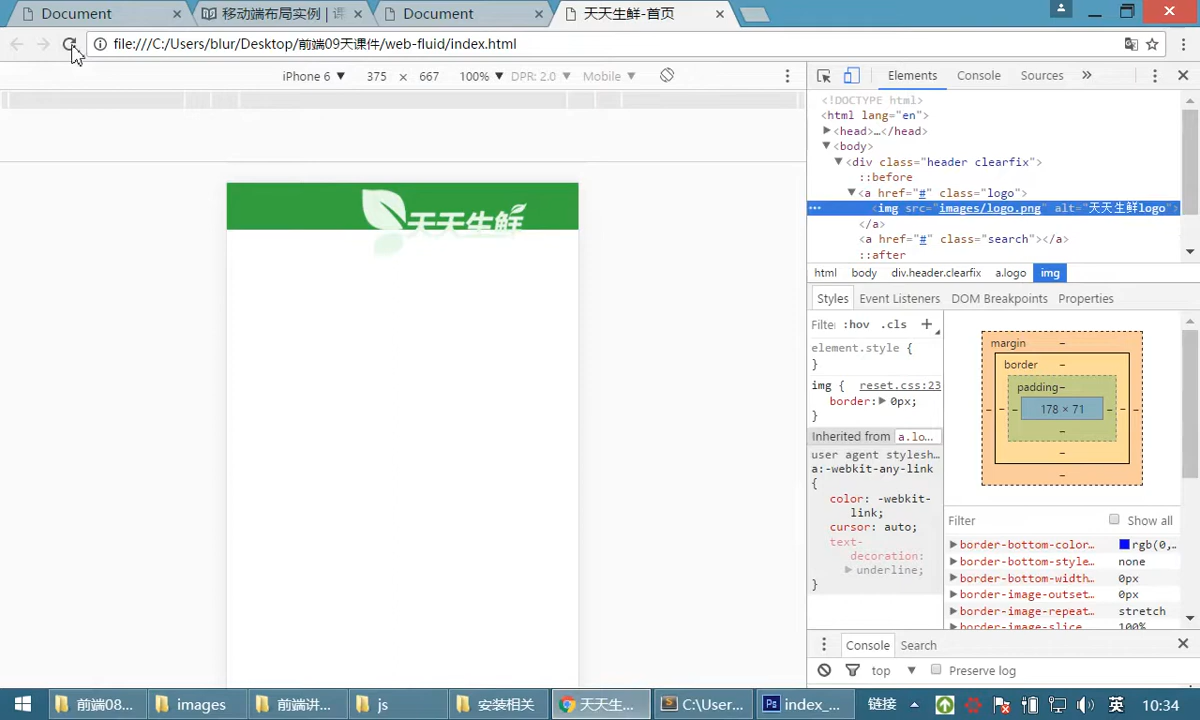 Document
移动端布局实例 | 课
Document
天天生鲜-首页
file:///C:/Users/blur/Desktop/前端09天课件/web-fluid/index.html
iPhone 6 ▼ 375 × 667 100% ▼ DPR: 2.0 ▼ Mobile ▼
Elements Console Sources »
<!DOCTYPE html>
<html lang="en">
▶<head>…</head>
▼<body>
▼<div class="header clearfix">
::before
▼<a href="#" class="logo">
<img src="images/logo.png" alt="天天生鲜logo">
</a>
<a href="#" class="search"></a>
::after
html body div.header.clearfix a.logo img
天天生鲜
Styles Event Listeners DOM Breakpoints Properties
Filter :hov .cls +
element.style {
}
img { reset.css:23
border:▶ 0px;
}
Inherited from a.lo…
user agent stylesh…
a:-webkit-any-link
{
color: -webkit-
link;
cursor: auto;
text-
decoration:
▶ underline;
}
margin –
border –
padding –
– – – 178 × 71 – – –
–
–
–
Filter Show all
▶border-bottom-color… rgb(0,…
▶border-bottom-style… none
▶border-bottom-width… 0px
▶border-image-outset… 0px
▶border-image-repeat… stretch
▶border-image-slice 100%
Console Search
top ▼ Preserve log
前端08... images 前端讲... js 安装相关 天天生... C:\User... index_... 链接 英 10:34